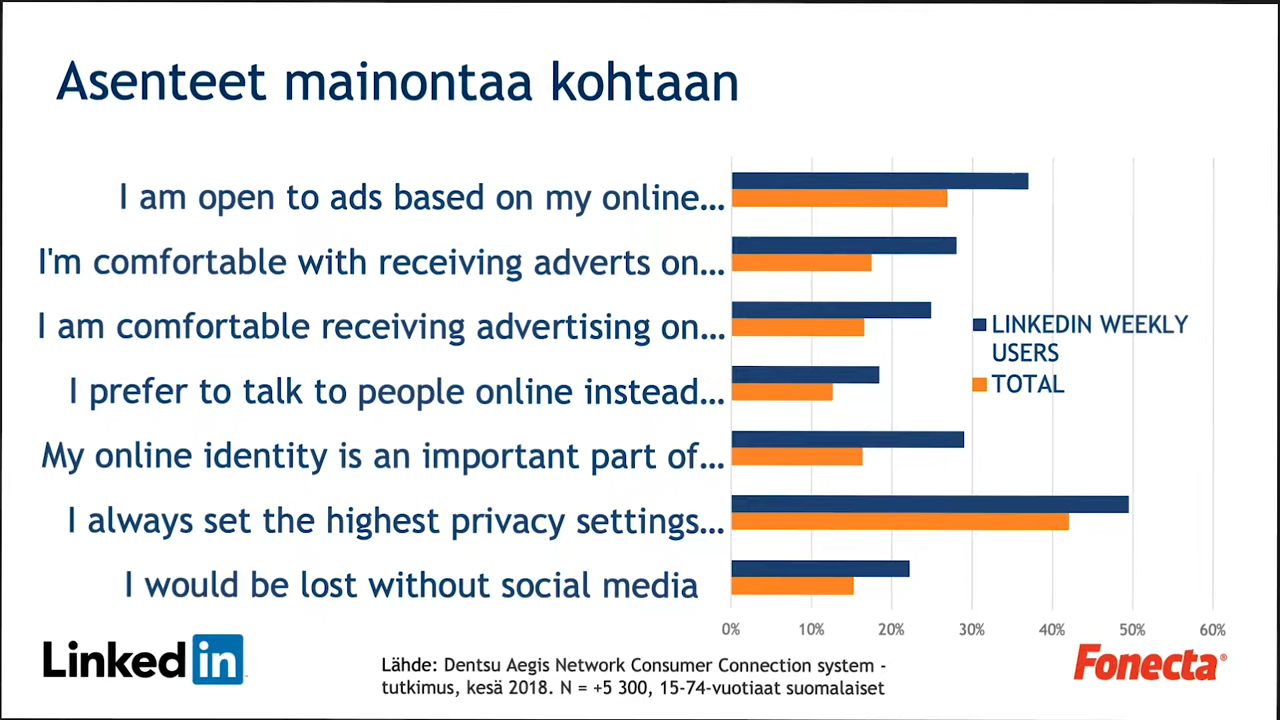 Asenteet mainontaa kohtaan
I am open to ads based on my online...
I'm comfortable with receiving adverts on...
I am comfortable receiving advertising on...
I prefer to talk to people online instead...
My online identity is an important part of...
I always set the highest privacy settings...
I would be lost without social media
LINKEDIN WEEKLY
USERS
TOTAL
0% 10% 20% 30% 40% 50% 60%
Linked in
Lähde: Dentsu Aegis Network Consumer Connection system -
tutkimus, kesä 2018. N = +5 300, 15-74-vuotiaat suomalaiset
Fonecta®